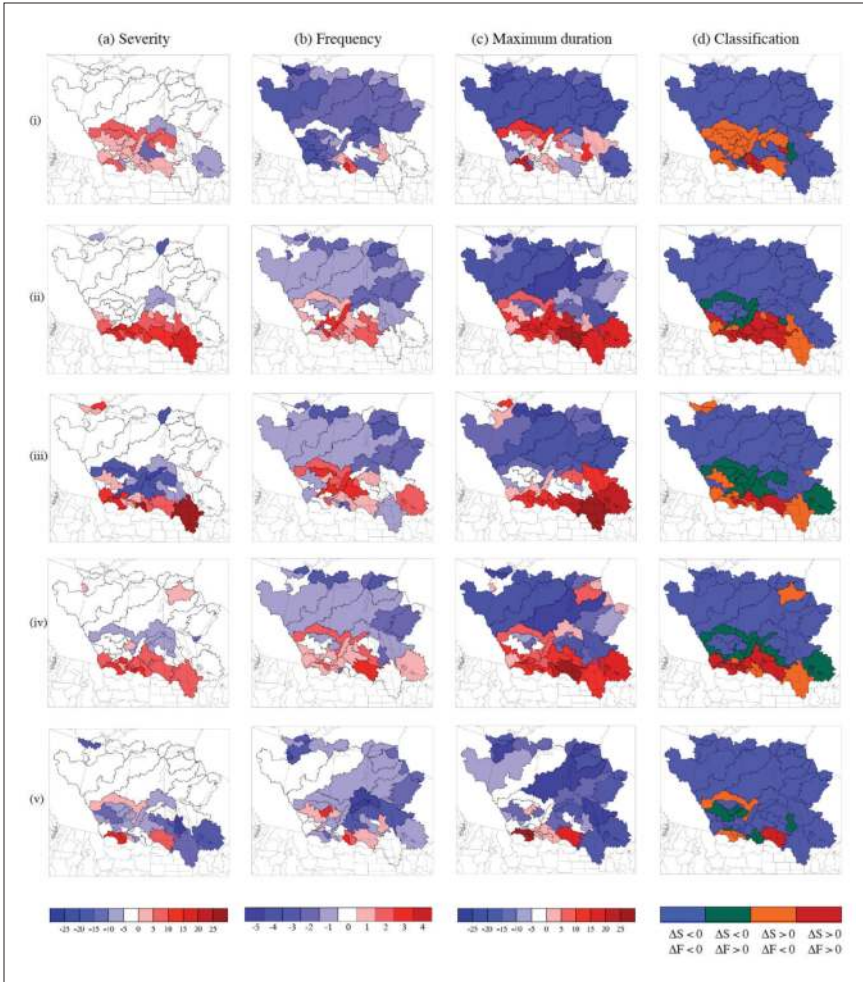 (a) Severity (b) Frequency (c) Maximum duration (d) Classification
(i)
(ii)
(iii)
(iv)
(v)
-25 -20 -15 -10 -5 0 5 10 15 20 25
-5 -4 -3 -2 -1 0 1 2 3 4
-25 -20 -15 -10 -5 0 5 10 15 20 25
ΔS < 0 ΔS < 0 ΔS > 0 ΔS > 0
ΔF < 0 ΔF > 0 ΔF < 0 ΔF > 0